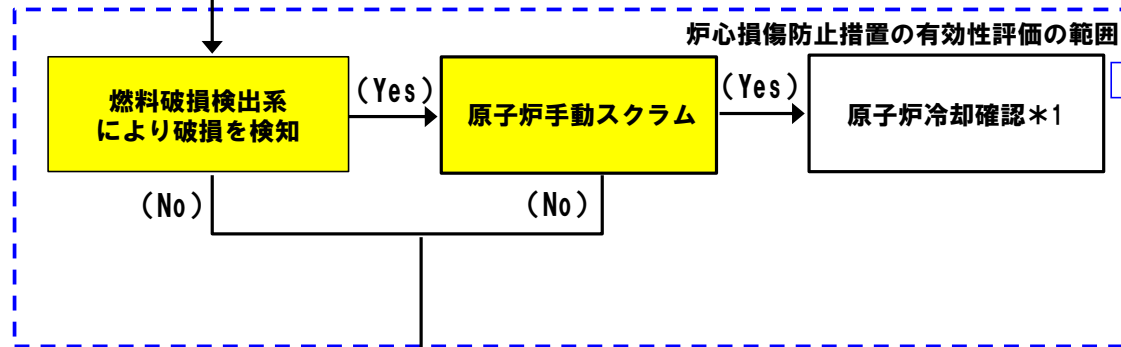 炉心損傷防止措置の有効性評価の範囲
燃料破損検出系
により破損を検知
(Yes)
原子炉手動スクラム
(Yes)
原子炉冷却確認＊1
(No)
(No)